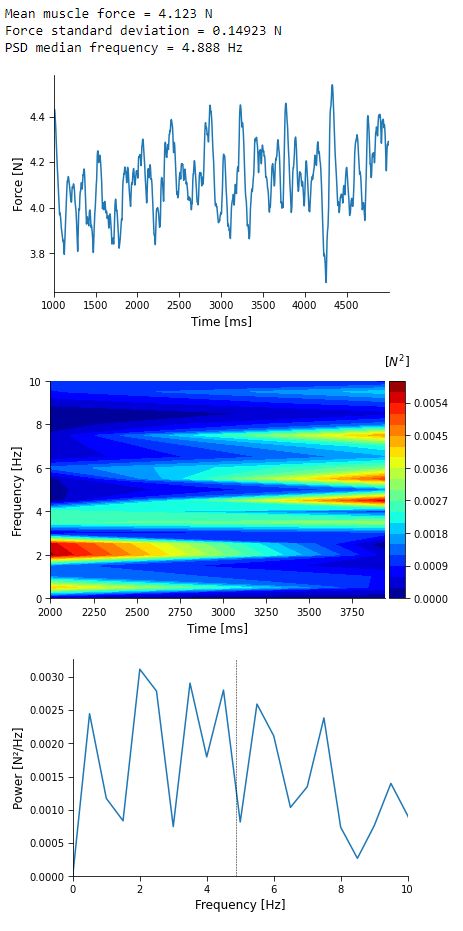 Mean muscle force = 4.123 N
Force standard deviation = 0.14923 N
PSD median frequency = 4.888 Hz
4.4
4.2
4.0
3.8
Force [N]
1000 1500 2000 2500 3000 3500 4000 4500
Time [ms]
[N²]
10
8
6
4
2
0
Frequency [Hz]
0.0054
0.0045
0.0036
0.0027
0.0018
0.0009
0.0000
2000 2250 2500 2750 3000 3250 3500 3750
Time [ms]
0.0030
0.0025
0.0020
0.0015
0.0010
0.0005
0.0000
Power [N²/Hz]
0 2 4 6 8 10
Frequency [Hz]